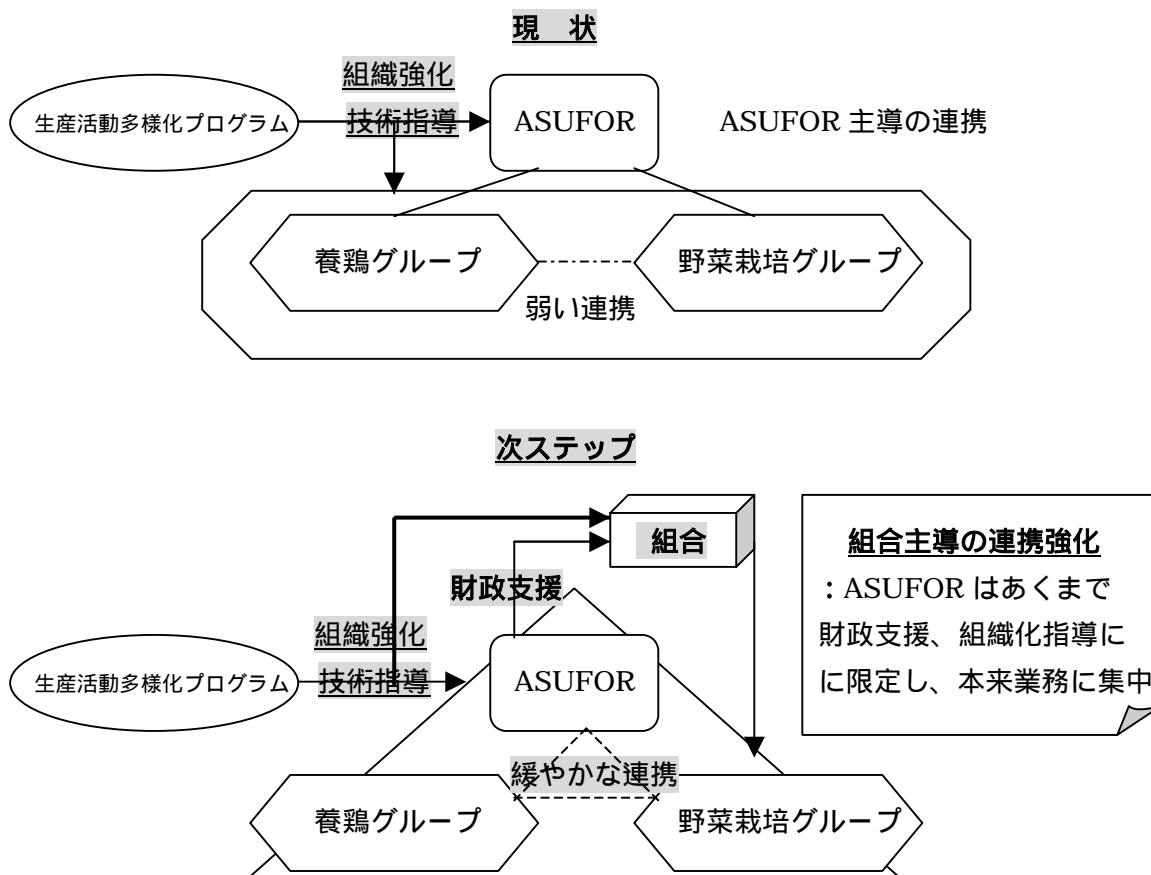 現　状
組織強化
生産活動多様化プログラム
技術指導
ASUFOR
ASUFOR 主導の連携
養鶏グループ
野菜栽培グループ
弱い連携
次ステップ
組合
組合主導の連携強化
：ASUFOR はあくまで
財政支援、組織化指導に
に限定し、本来業務に集中
財政支援
組織強化
生産活動多様化プログラム
技術指導
ASUFOR
緩やかな連携
養鶏グループ
野菜栽培グループ